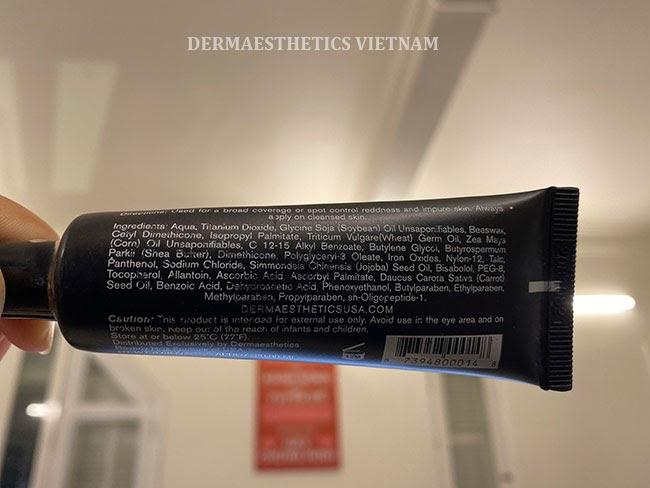 DERMAESTHETICS VIETNAM
Directions: Used for a broad coverage or spot control reddness and impure skin. Always
apply on cleansed skin.
Ingredients: Aqua, Titanium Dioxide, Glycine Soja (Soybean) Oil Unsaponifiables, Beeswax,
Cetyl Dimethicone, Isopropyl Palmitate, Triticum Vulgare(Wheat) Germ Oil, Zea Mays
(Corn) Oil Unsaponifiables, C 12-15 Alkyl Benzoate, Butylene Glycol, Butyrospermum
Parkii (Shea Butter), Dimethicone, Polyglyceryl-3 Oleate, Iron Oxides, Nylon-12, Talc,
Panthenol, Sodium Chloride, Simmondsia Chinensis (Jojoba) Seed Oil, Bisabolol, PEG-8,
Tocopherol, Allantoin, Ascorbic Acid, Ascorbyl Palmitate, Daucus Carota Sativa (Carrot)
Seed Oil, Benzoic Acid, Dehydroacetic Acid, Phenoxyethanol, Butylparaben, Ethylparaben,
Methylparaben, Propylparaben, sh-Oligopeptide-1.
DERMAESTHETICSUSA.COM
Caution: This product is intended for external use only. Avoid use in the eye area and on
broken skin. Keep out of the reach of infants and children.
Store at or below 25°C (77°F).
Distributed Exclusively by Dermaesthetics
12M
7394800014 8